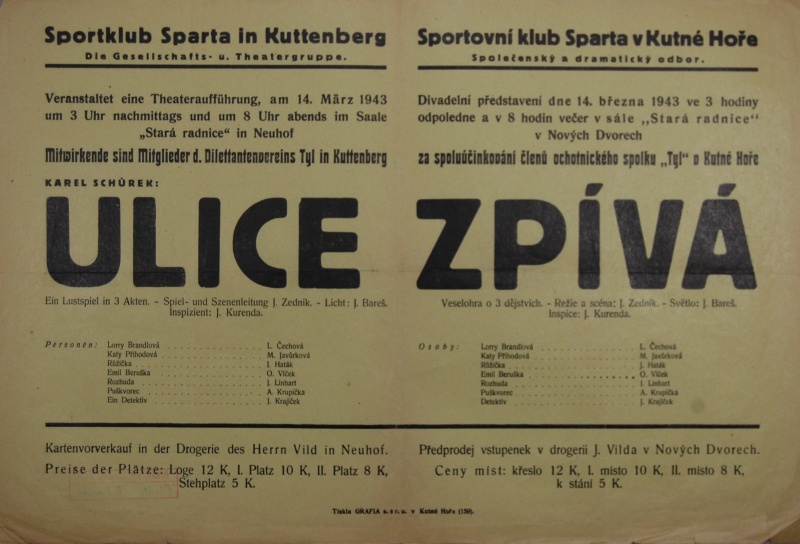 Sportklub Sparta in Kuttenberg
Die Gesellschafts- u. Theatergruppe.
Veranstaltet eine Theateraufführung, am 14. März 1943
um 3 Uhr nachmittags und um 8 Uhr abends im Saale
„Stará radnice" in Neuhof
Mitwirkende sind Mitglieder d. Dilettantenvereins Tyl in Kuttenberg
KAREL SCHŮREK:
Sportovní klub Sparta v Kutné Hoře
Společenský a dramatický odbor.
Divadelní představení dne 14. března 1943 ve 3 hodiny
odpoledne a v 8 hodin večer v sále „Stará radnice"
v Nových Dvorech
za spoluúčinkování členů ochotnického spolku „Tyl" v Kutné Hoře
ULICE ZPÍVÁ
Ein Lustspiel in 3 Akten. - Spiel- und Szenenleitung J. Zedník. - Licht: J. Bareš.
Inspizient: J. Kurenda.
Personen: Lorry Brandlová L. Čechová
Katy Příhodová M. Javůrková
Růžička J. Haták
Emil Beruška O. Vlček
Rozhuda J. Linhart
Puškvorec A. Krupička
Ein Detektiv J. Krajíček
Veselohra o 3 dějstvích. - Režie a scéna: J. Zedník. - Světlo: J. Bareš.
Inspice: J. Kurenda.
Osoby: Lorry Brandlová L. Čechová
Katy Příhodová M. Javůrková
Růžička J. Haták
Emil Beruška O. Vlček
Rozhuda J. Linhart
Puškvorec A. Krupička
Detektiv J. Krajíček
Kartenvorverkauf in der Drogerie des Herrn Vild in Neuhof.
Preise der Plätze: Loge 12 K, I. Platz 10 K, II. Platz 8 K,
Stehplatz 5 K.
Předprodej vstupenek v drogerii J. Vilda v Nových Dvorech.
Ceny míst: křeslo 12 K, I. místo 10 K, II. místo 8 K,
k stání 5 K.
Tiskla GRAFIA s. s r. o. v Kutné Hoře (150).